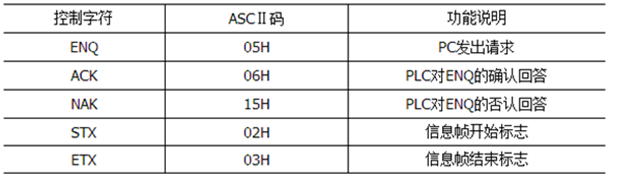 控制字符 ASCⅡ码 功能说明
ENQ 05H PC发出请求
ACK 06H PLC对ENQ的确认回答
NAK 15H PLC对ENQ的否认回答
STX 02H 信息帧开始标志
ETX 03H 信息帧结束标志